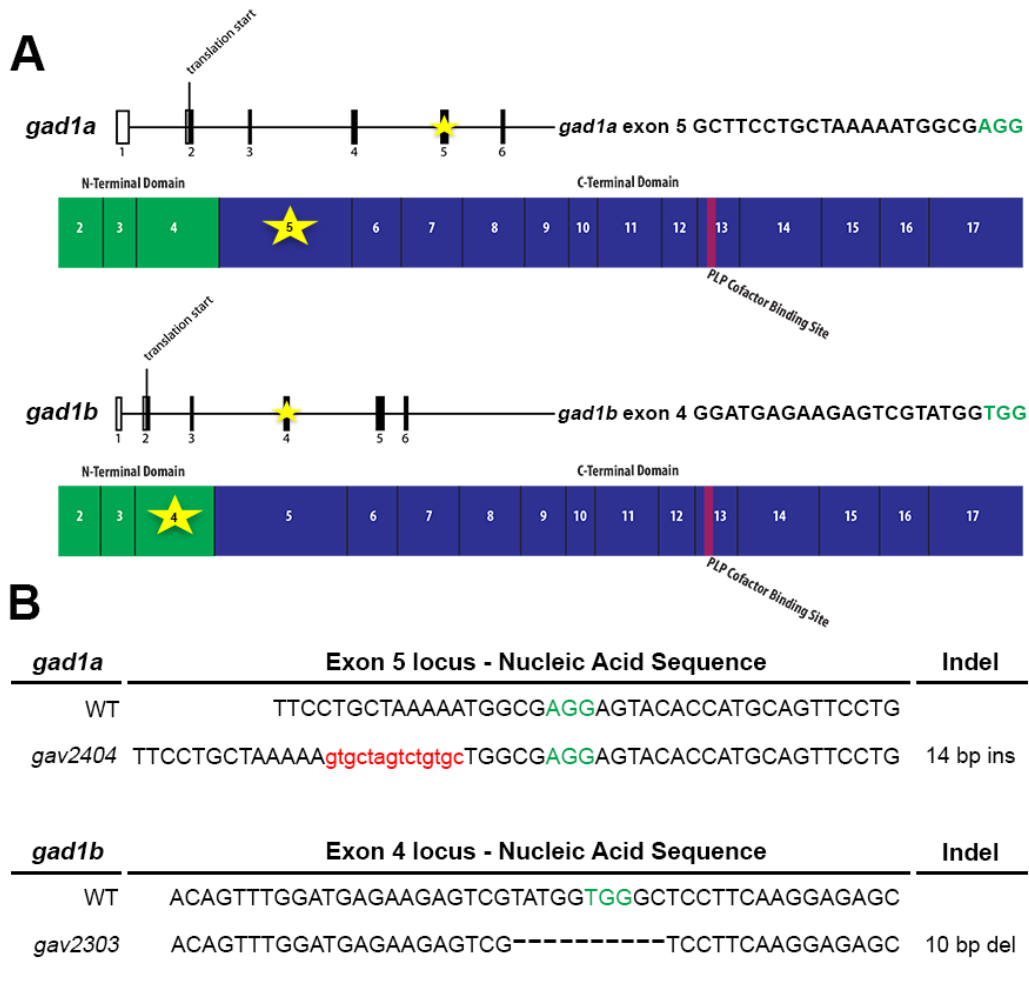 A
translation start
gad1a
1 2 3 4 5 6
gad1a exon 5 GCTTCCTGCTAAAAATGGCGAGG
N-Terminal Domain C-Terminal Domain
2 3 4 5 6 7 8 9 10 11 12 13 14 15 16 17
PLP Cofactor Binding Site
translation start
gad1b
1 2 3 4 5 6
gad1b exon 4 GGATGAGAAGAGTCGTATGGTGG
N-Terminal Domain C-Terminal Domain
2 3 4 5 6 7 8 9 10 11 12 13 14 15 16 17
PLP Cofactor Binding Site
B
gad1a Exon 5 locus - Nucleic Acid Sequence Indel
WT TTCCTGCTAAAAATGGCGAGGAGTACACCATGCAGTTCCTG
gav2404 TTCCTGCTAAAAAgtgctagtctgtgcTGGCGAGGAGTACACCATGCAGTTCCTG 14 bp ins
gad1b Exon 4 locus - Nucleic Acid Sequence Indel
WT ACAGTTTGGATGAGAAGAGTCGTATGGTGGGCTCCTTCAAGGAGAGC
gav2303 ACAGTTTGGATGAGAAGAGTCG----------TCCTTCAAGGAGAGC 10 bp del